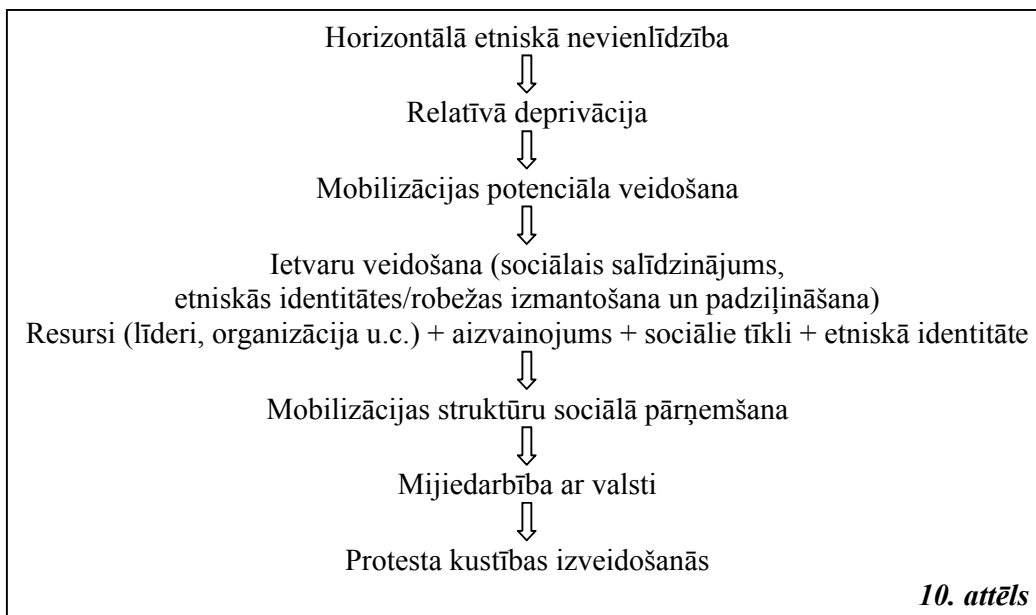 Horizontālā etniskā nevienlīdzība
Relatīvā deprivācija
Mobilizācijas potenciāla veidošana
Ietvaru veidošana (sociālais salīdzinājums,
etniskās identitātes/robežas izmantošana un padziļināšana)
Resursi (līderi, organizācija u.c.) + aizvainojums + sociālie tīkli + etniskā identitāte
Mobilizācijas struktūru sociālā pārņemšana
Mijiedarbība ar valsti
Protesta kustības izveidošanās
10. attēls